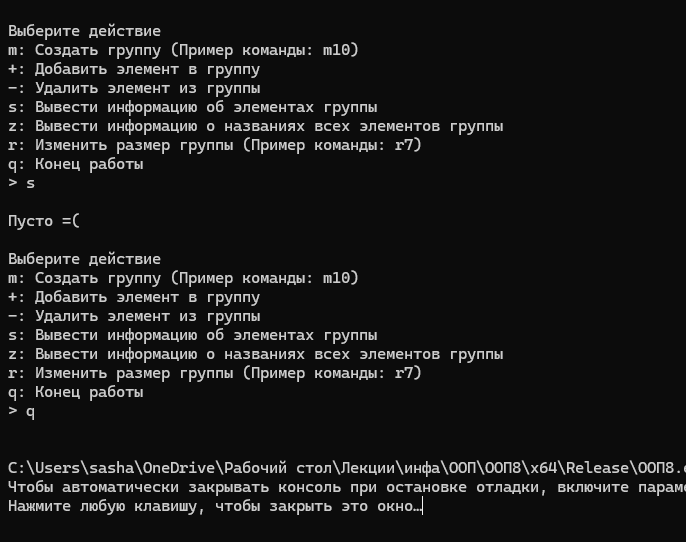 Выберите действие
m: Создать группу (Пример команды: m10)
+: Добавить элемент в группу
-: Удалить элемент из группы
s: Вывести информацию об элементах группы
z: Вывести информацию о названиях всех элементов группы
r: Изменить размер группы (Пример команды: r7)
q: Конец работы
> s
Пусто =(
Выберите действие
m: Создать группу (Пример команды: m10)
+: Добавить элемент в группу
-: Удалить элемент из группы
s: Вывести информацию об элементах группы
z: Вывести информацию о названиях всех элементов группы
r: Изменить размер группы (Пример команды: r7)
q: Конец работы
> q
C:\Users\sasha\OneDrive\Рабочий стол\Лекции\инфа\ООП\ООП8\x64\Release\ООП8.
Чтобы автоматически закрывать консоль при остановке отладки, включите парам
Нажмите любую клавишу, чтобы закрыть это окно…